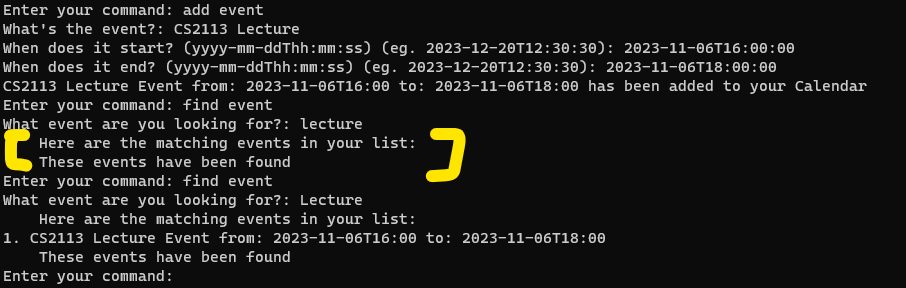 Enter your command: add event
What's the event?: CS2113 Lecture
When does it start? (yyyy-mm-ddThh:mm:ss) (eg. 2023-12-20T12:30:30): 2023-11-06T16:00:00
When does it end? (yyyy-mm-ddThh:mm:ss) (eg. 2023-12-20T12:30:30): 2023-11-06T18:00:00
CS2113 Lecture Event from: 2023-11-06T16:00 to: 2023-11-06T18:00 has been added to your Calendar
Enter your command: find event
What event are you looking for?: lecture
    Here are the matching events in your list:
    These events have been found
Enter your command: find event
What event are you looking for?: Lecture
    Here are the matching events in your list:
1. CS2113 Lecture Event from: 2023-11-06T16:00 to: 2023-11-06T18:00
    These events have been found
Enter your command: